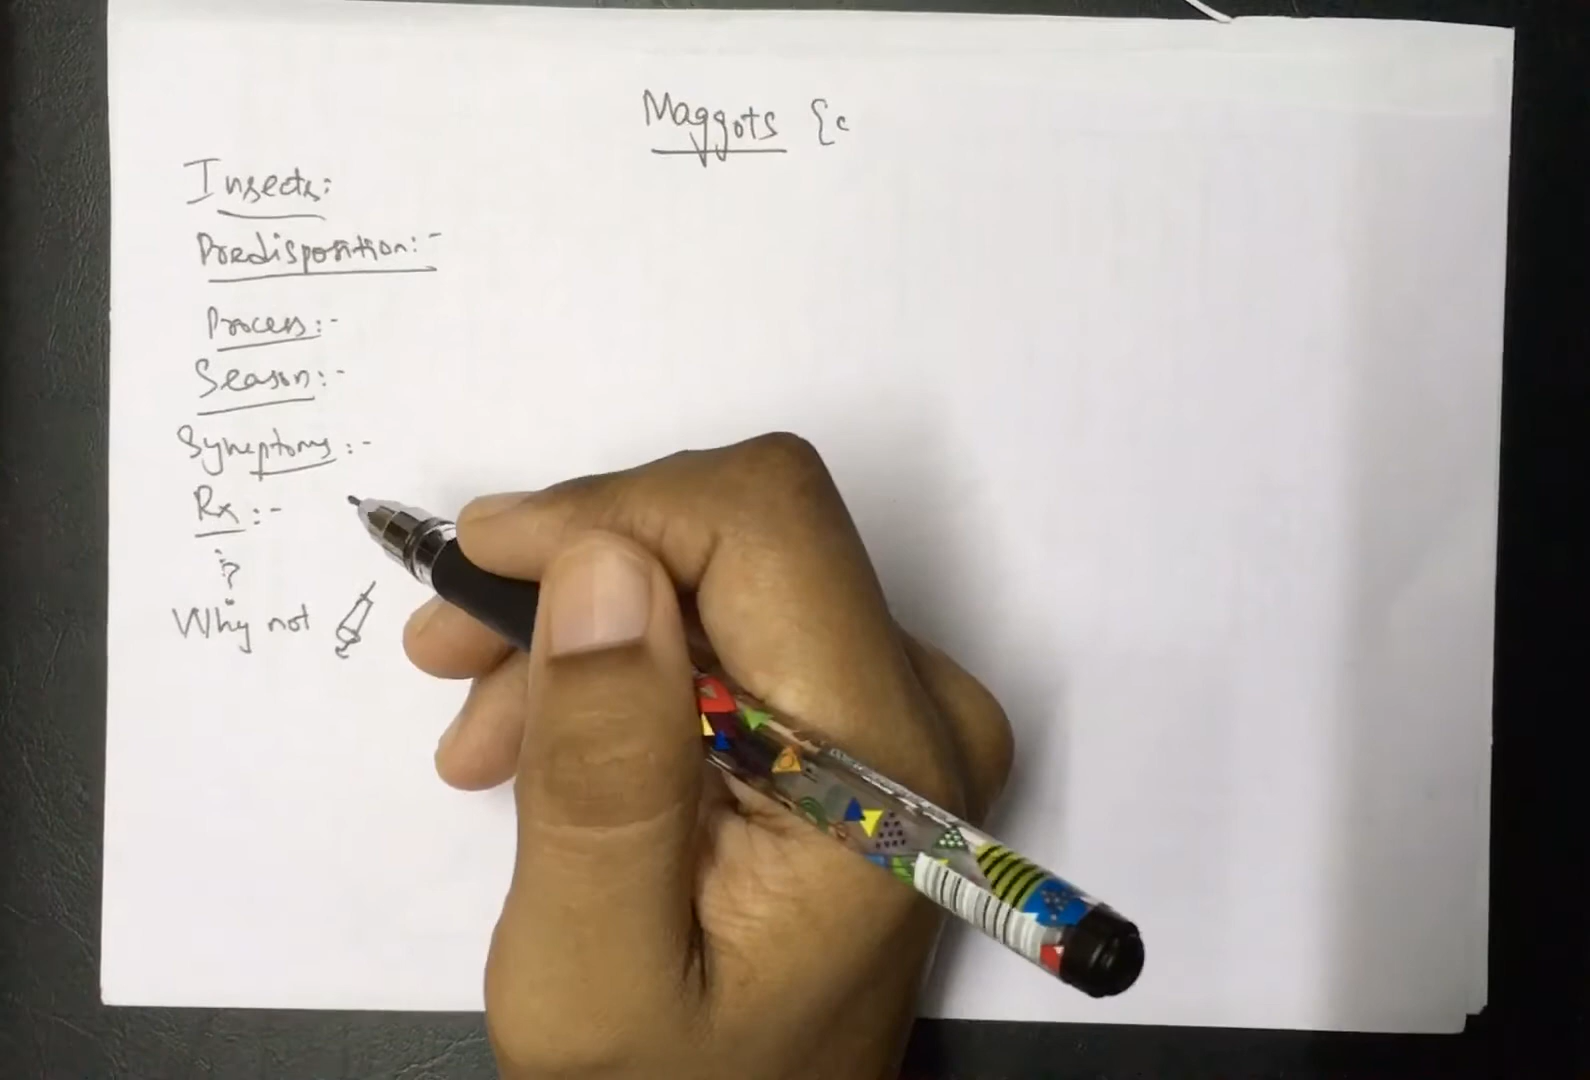 Maggots {c
Insects:
Predisposition:-
Process:-
Season:-
Symptoms:-
Rx:-
?
Why not